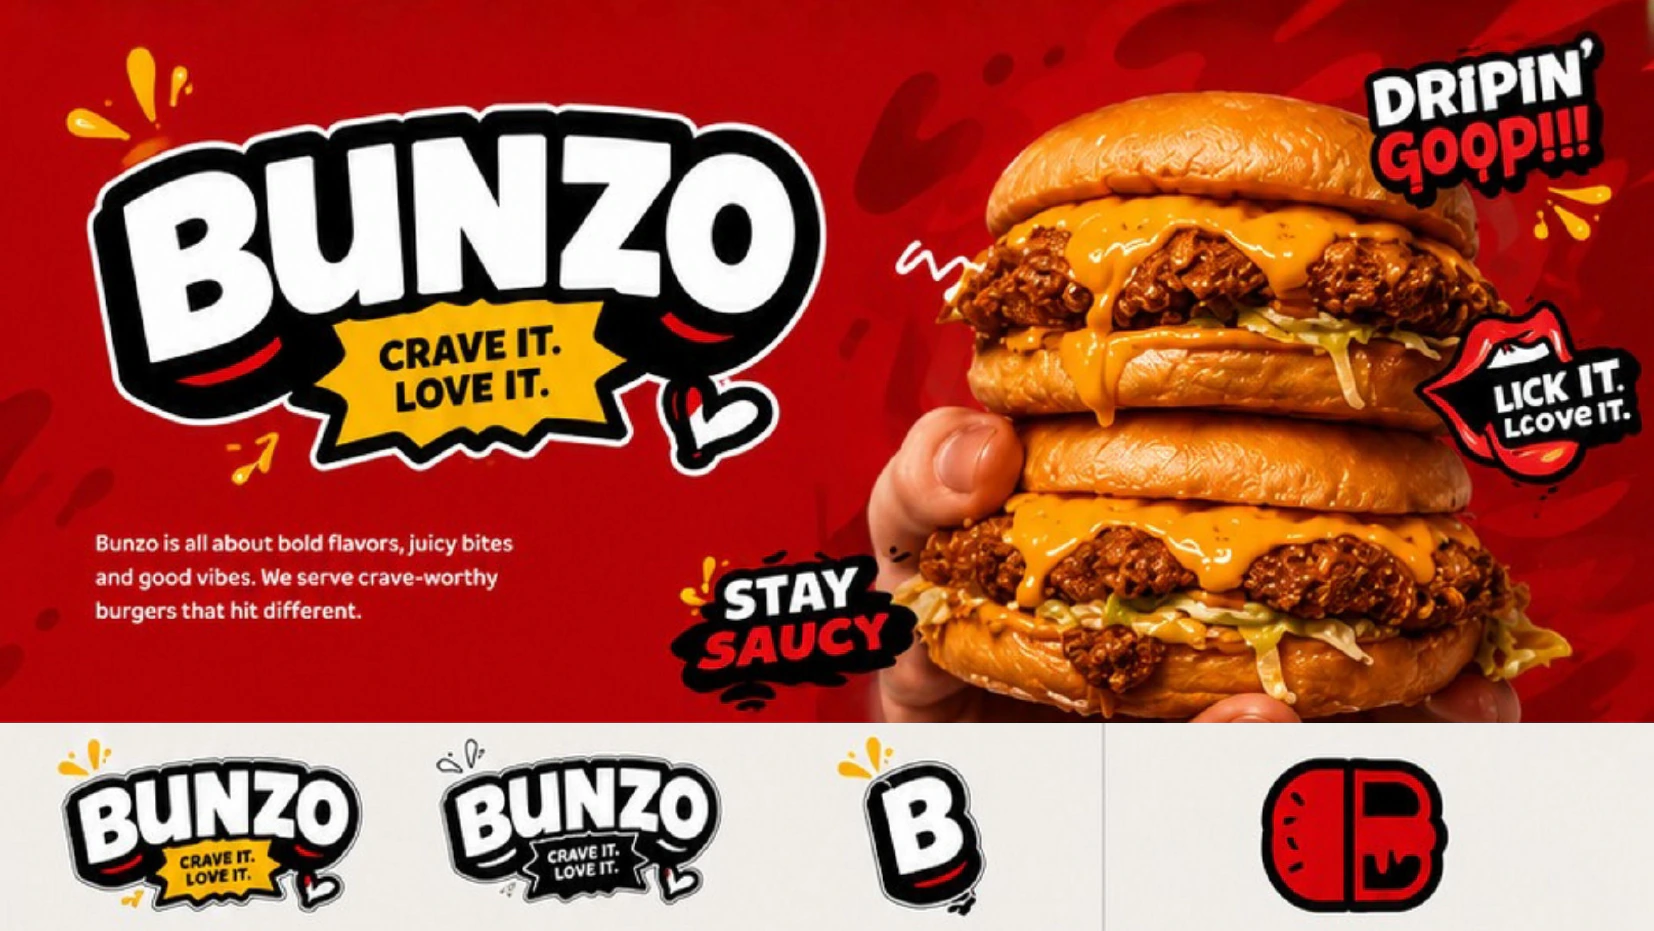 BUNZO
CRAVE IT.
LOVE IT.
Bunzo is all about bold flavors, juicy bites
and good vibes. We serve crave-worthy
burgers that hit different.
DRiPiN'
GOOP!!!
LICK IT.
LCOVE IT.
STAY
SAUCY
BUNZO
CRAVE IT.
LOVE IT.
BUNZO
CRAVE IT.
LOVE IT.
B
B